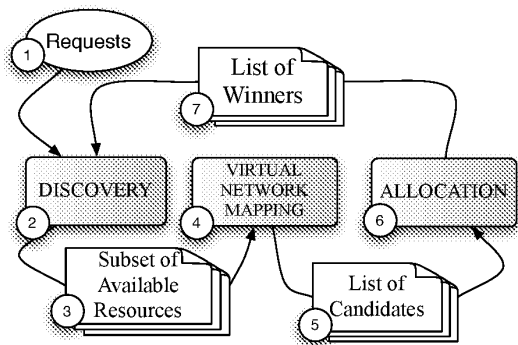 1
Requests
List of
Winners
7
DISCOVERY
2
VIRTUAL
NETWORK
MAPPING
4
ALLOCATION
6
Subset of
Available
Resources
3
List of
Candidates
5